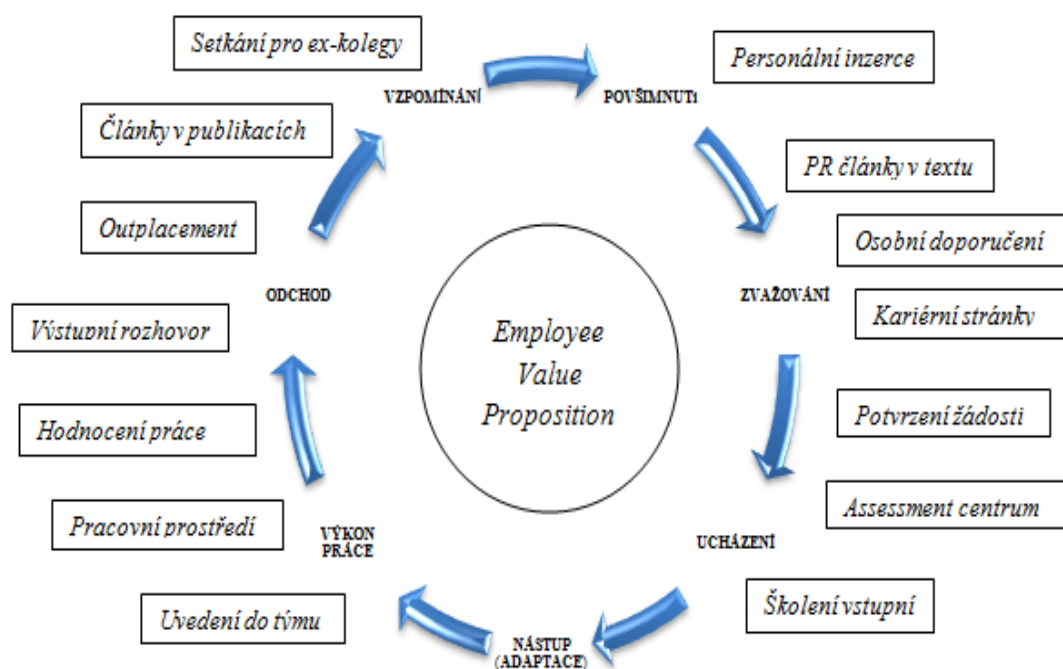 Setkání pro ex-kolegy
Personální inzerce
VZPOMÍNÁNÍ
POVŠIMNUTí
Články v publikacích
PR články v textu
Outplacement
Osobní doporučení
ODCHOD
ZVAŽOVÁNÍ
Výstupní rozhovor
Kariérní stránky
Employee
Value
Proposition
Hodnocení práce
Potvrzení žádosti
Pracovní prostředí
Assessment centrum
VÝKON
PRÁCE
UCHÁZENÍ
Uvedení do týmu
Školení vstupní
NÁSTUP
(ADAPTACE)